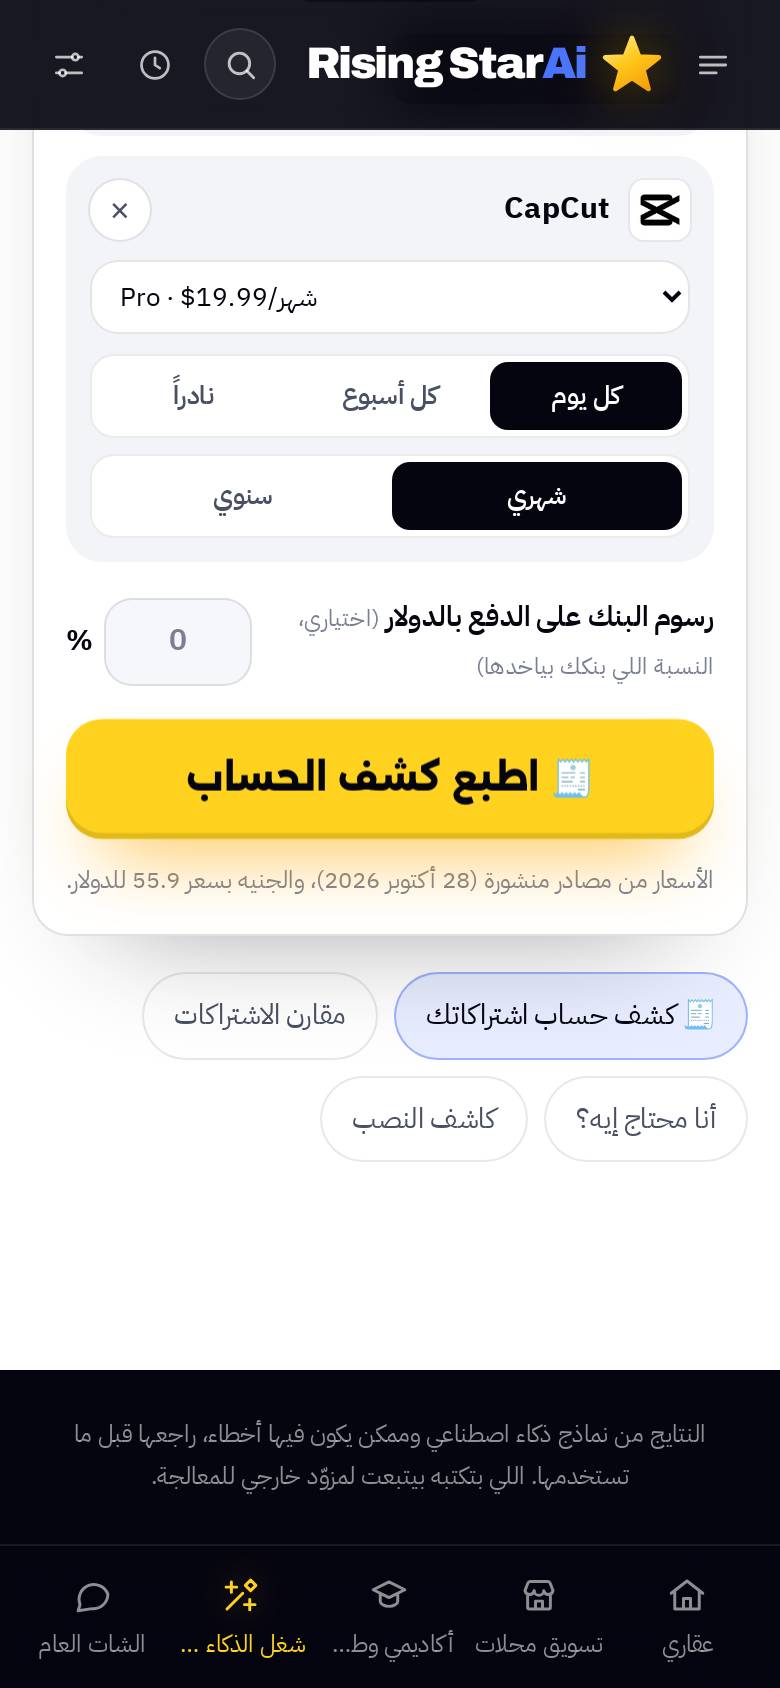 Rising StarAi
CapCut
Pro · $19.99/شهر
كل يوم
كل أسبوع
نادراً
شهري
سنوي
رسوم البنك على الدفع بالدولار (اختياري،
النسبة اللي بنكك بياخدها)
0
%
اطبع كشف الحساب
الأسعار من مصادر منشورة (28 أكتوبر 2026)، والجنيه بسعر 55.9 للدولار.
كشف حساب اشتراكاتك
مقارن الاشتراكات
أنا محتاج إيه؟
كاشف النصب
النتايج من نماذج ذكاء اصطناعي وممكن يكون فيها أخطاء، راجعها قبل ما
تستخدمها. اللي بتكتبه بيتبعت لمزوّد خارجي للمعالجة.
عقاري
تسويق محلات
أكاديمي وط...
شغل الذكاء ...
الشات العام